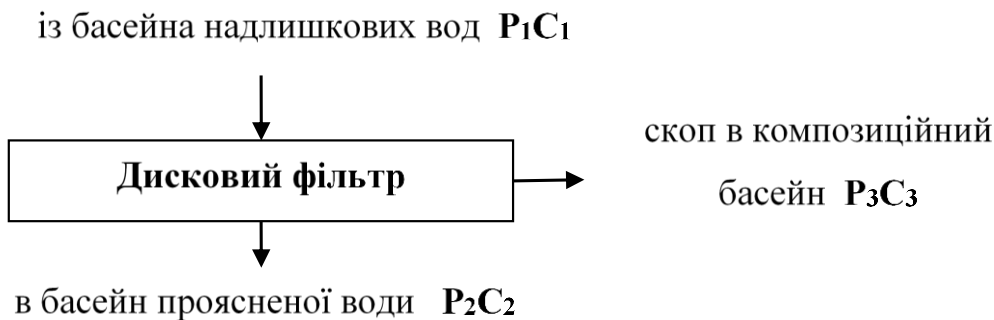 із басейна надлишкових вод P₁C₁
Дисковий фільтр
скоп в композиційний
басейн P₃C₃
в басейн проясненої води P₂C₂